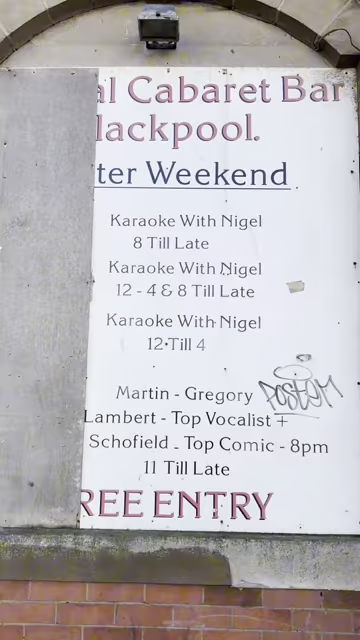 al Cabaret Bar
lackpool.
ter Weekend
Karaoke With Nigel
8 Till Late
Karaoke With Nigel
12 - 4 & 8 Till Late
Karaoke With Nigel
12 Till 4
Martin - Gregory
Lambert - Top Vocalist +
Schofield - Top Comic - 8pm
11 Till Late
REE ENTRY